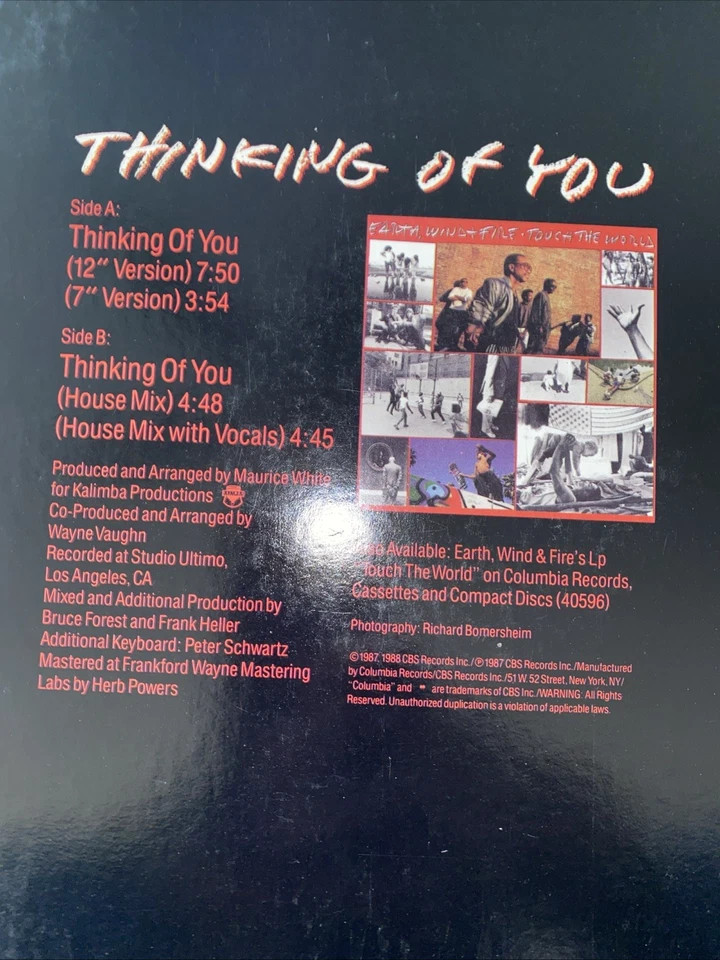 THINKING OF YOU
Side A:
Thinking Of You
(12" Version) 7:50
(7" Version) 3:54
Side B:
Thinking Of You
(House Mix) 4:48
(House Mix with Vocals) 4:45
Produced and Arranged by Maurice White
for Kalimba Productions
Co-Produced and Arranged by
Wayne Vaughn
Recorded at Studio Ultimo,
Los Angeles, CA
Mixed and Additional Production by
Bruce Forest and Frank Heller
Additional Keyboard: Peter Schwartz
Mastered at Frankford Wayne Mastering
Labs by Herb Powers
EARTH, WIND & FIRE · TOUCH THE WORLD
Available: Earth, Wind & Fire's Lp
Touch The World" on Columbia Records,
Cassettes and Compact Discs (40596)
Photography: Richard Bomersheim
©1987, 1988 CBS Records Inc./℗1987 CBS Records Inc./Manufactured
by Columbia Records/CBS Records Inc./51 W. 52 Street, New York, NY/
"Columbia" and are trademarks of CBS Inc./WARNING: All Rights
Reserved. Unauthorized duplication is a violation of applicable laws.